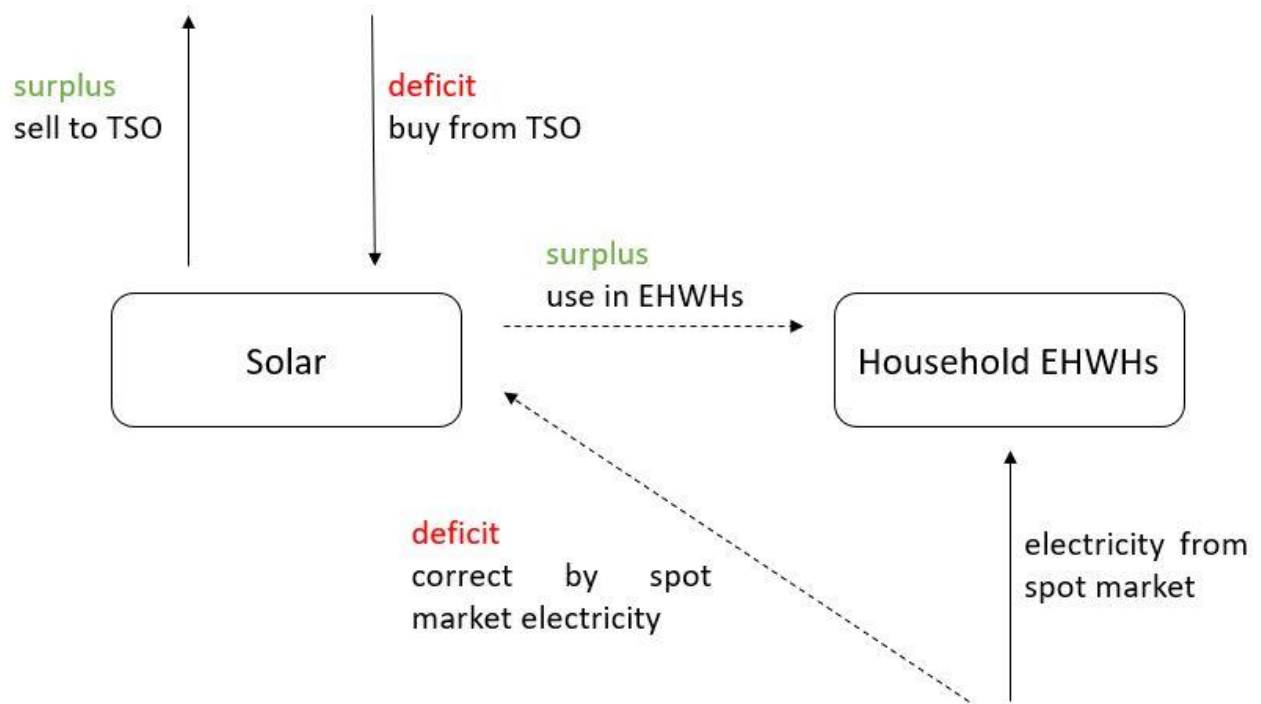 surplus
sell to TSO
deficit
buy from TSO
surplus
use in EHWHs
Solar
Household EHWHs
deficit
correct by spot
market electricity
electricity from
spot market